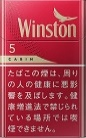 Winston
5
CABIN
たばこの煙は、周り
の人の健康に悪影響
を及ぼします。健
康増進法で禁じられ
ている場所では喫
煙できません。